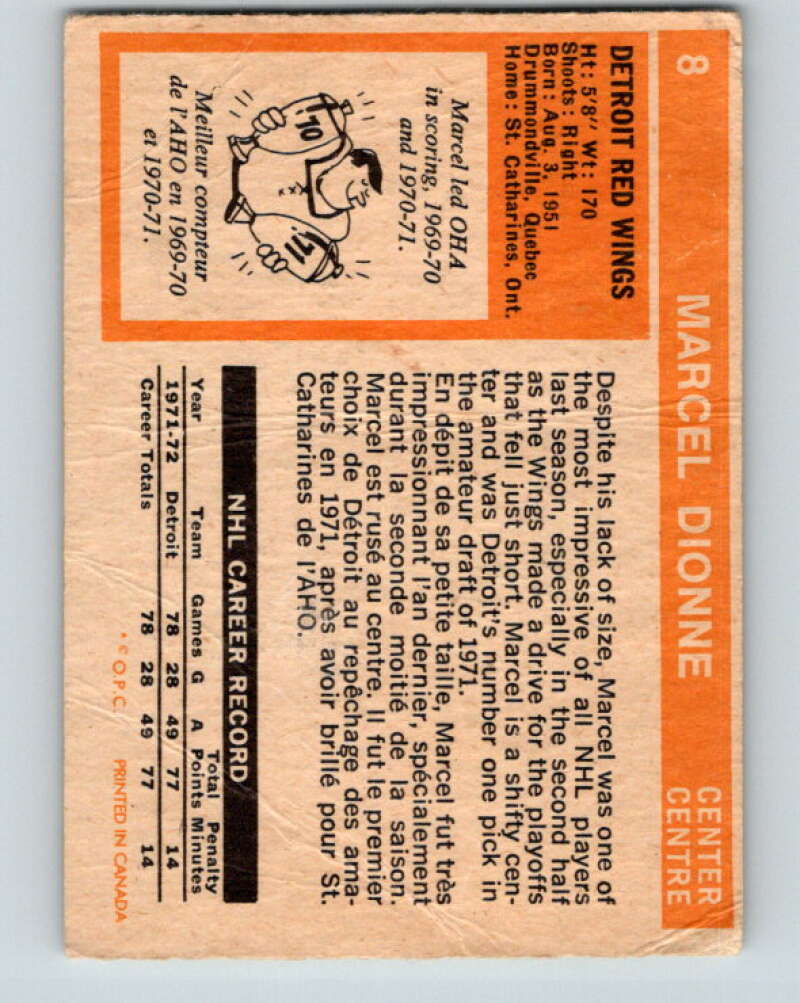 8
MARCEL DIONNE
CENTER
CENTRE
DETROIT RED WINGS
Ht: 5'8" Wt: 170
Shoots: Right
Born: Aug. 3, 1951
Drummondville, Quebec
Home: St. Catharines, Ont.
Marcel led OHA
in scoring, 1969-70
and 1970-71.
70
71
Meilleur compteur
de l'AHO en 1969-70
et 1970-71.
Despite his lack of size, Marcel was one of
the most impressive of all NHL players
last season, especially in the second half
as the Wings made a drive for the playoffs
that fell just short. Marcel is a shifty cen-
ter and was Detroit's number one pick in
the amateur draft of 1971.
En dépit de sa petite taille, Marcel fut très
impressionnant l'an dernier, spécialement
durant la seconde moitié de la saison.
Marcel est rusé au centre. Il fut le premier
choix de Détroit au repêchage des ama-
teurs en 1971, après avoir brillé pour St.
Catharines de l'AHO.
NHL CAREER RECORD
Total Penalty
Year Team Games G A Points Minutes
1971-72 Detroit 78 28 49 77 14
Career Totals 78 28 49 77 14
* © O.P.C. PRINTED IN CANADA